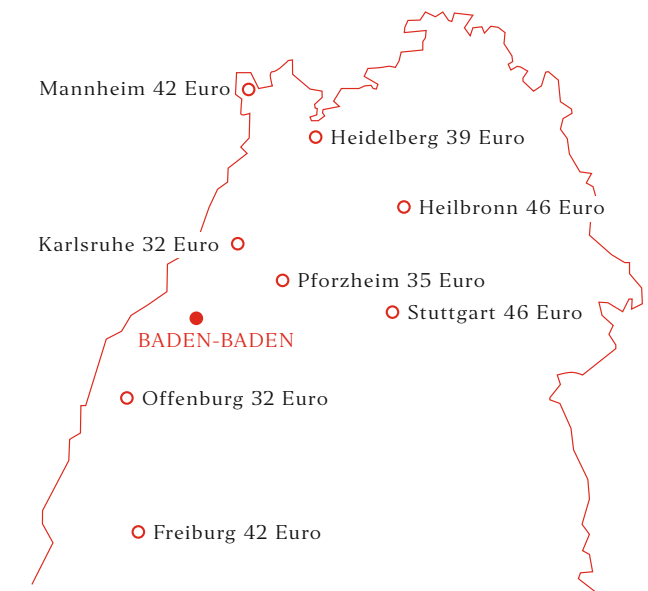 Mannheim 42 Euro
Heidelberg 39 Euro
Heilbronn 46 Euro
Karlsruhe 32 Euro
Pforzheim 35 Euro
Stuttgart 46 Euro
BADEN-BADEN
Offenburg 32 Euro
Freiburg 42 Euro